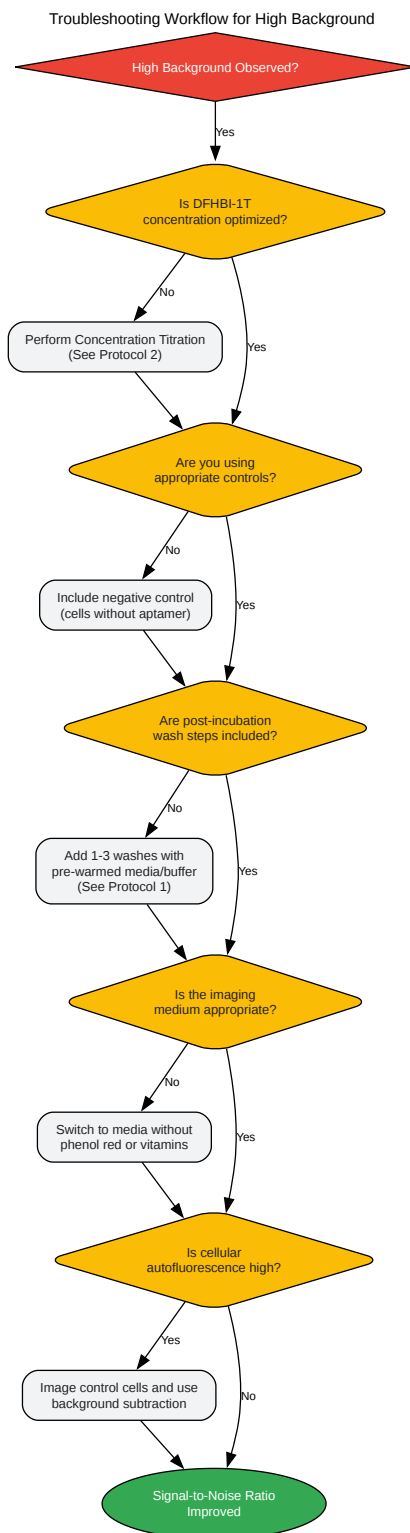 Troubleshooting Workflow for High Background
High Background Observed?
Yes
Is DFHBI-1T
concentration optimized?
No
Perform Concentration Titration
(See Protocol 2)
Yes
Are you using
appropriate controls?
No
Include negative control
(cells without aptamer)
Yes
Are post-incubation
wash steps included?
No
Add 1-3 washes with
pre-warmed media/buffer
(See Protocol 1)
Yes
Is the imaging
medium appropriate?
No
Switch to media without
phenol red or vitamins
Yes
Is cellular
autofluorescence high?
Yes
Image control cells and use
background subtraction
No
Signal-to-Noise Ratio
Improved